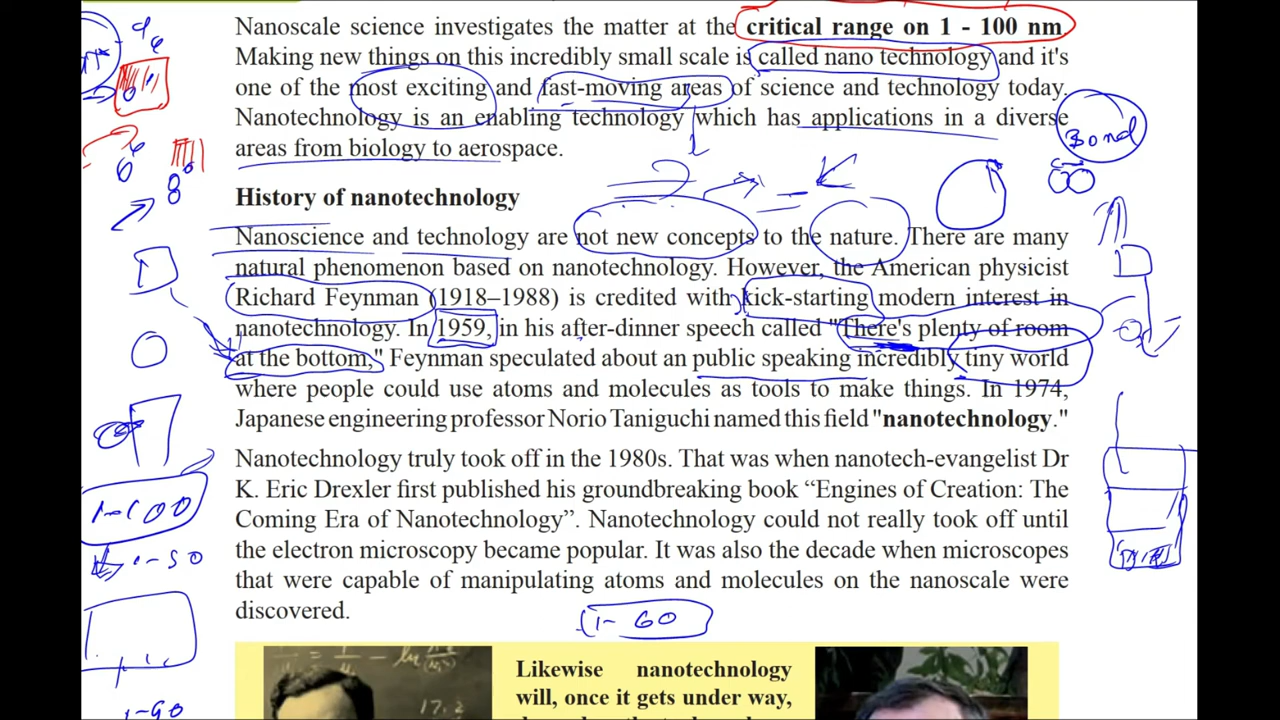 Nanoscale science investigates the matter at the critical range on 1 - 100 nm.
Making new things on this incredibly small scale is called nano technology and it's
one of the most exciting and fast-moving areas of science and technology today.
Nanotechnology is an enabling technology which has applications in a diverse
areas from biology to aerospace.
Bond
History of nanotechnology
Nanoscience and technology are not new concepts to the nature. There are many
natural phenomenon based on nanotechnology. However, the American physicist
Richard Feynman (1918–1988) is credited with kick-starting modern interest in
nanotechnology. In 1959, in his after-dinner speech called "There's plenty of room
at the bottom," Feynman speculated about an public speaking incredibly tiny world
where people could use atoms and molecules as tools to make things. In 1974,
Japanese engineering professor Norio Taniguchi named this field "nanotechnology."
Nanotechnology truly took off in the 1980s. That was when nanotech-evangelist Dr
K. Eric Drexler first published his groundbreaking book “Engines of Creation: The
Coming Era of Nanotechnology”. Nanotechnology could not really took off until
the electron microscopy became popular. It was also the decade when microscopes
that were capable of manipulating atoms and molecules on the nanoscale were
discovered.
1-100
1-50
1- 60
1-90
Likewise nanotechnology
will, once it gets under way,